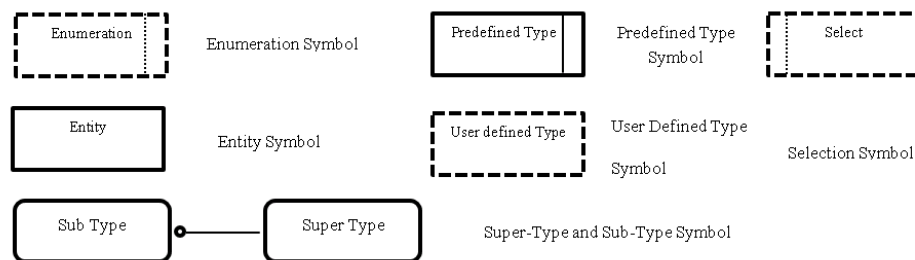 Enumeration
Enumeration Symbol
Predefined Type
Predefined Type
Symbol
Select
Entity
Entity Symbol
User defined Type
User Defined Type
Symbol
Selection Symbol
Sub Type
Super Type
Super-Type and Sub-Type Symbol